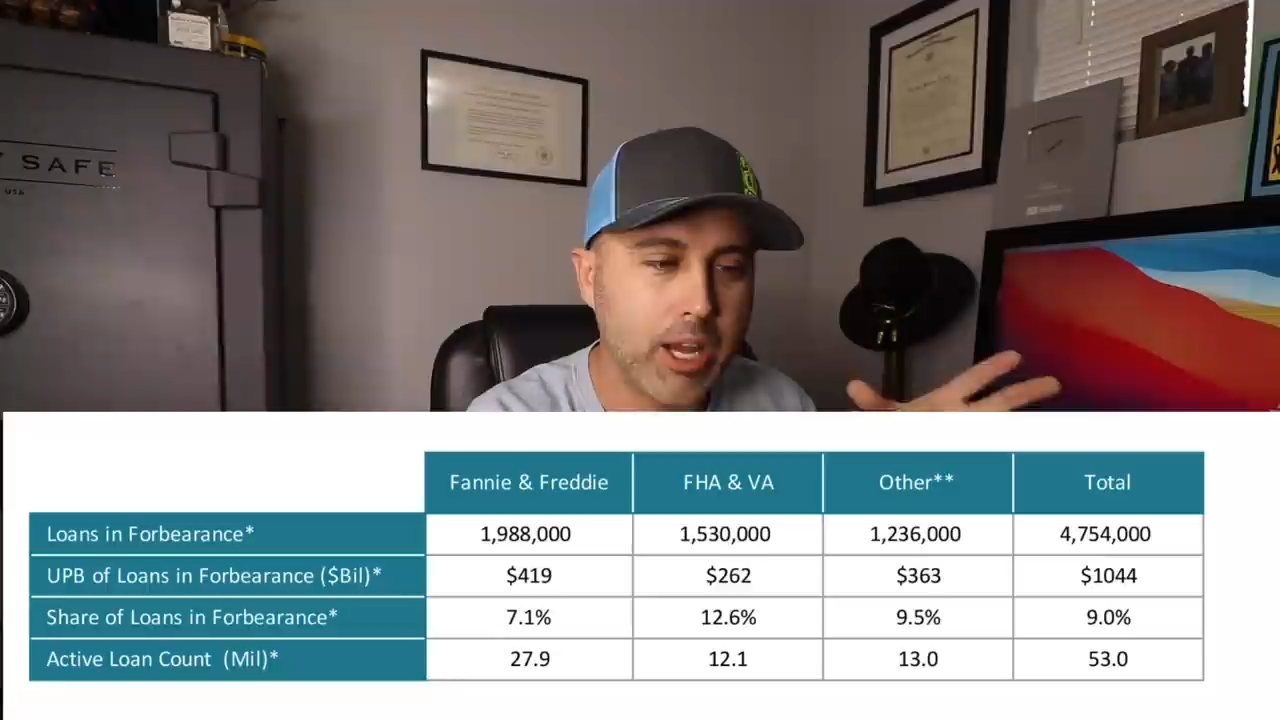 Y SAFE
USA
Fannie & Freddie FHA & VA Other** Total
Loans in Forbearance* 1,988,000 1,530,000 1,236,000 4,754,000
UPB of Loans in Forbearance ($Bil)* $419 $262 $363 $1044
Share of Loans in Forbearance* 7.1% 12.6% 9.5% 9.0%
Active Loan Count (Mil)* 27.9 12.1 13.0 53.0